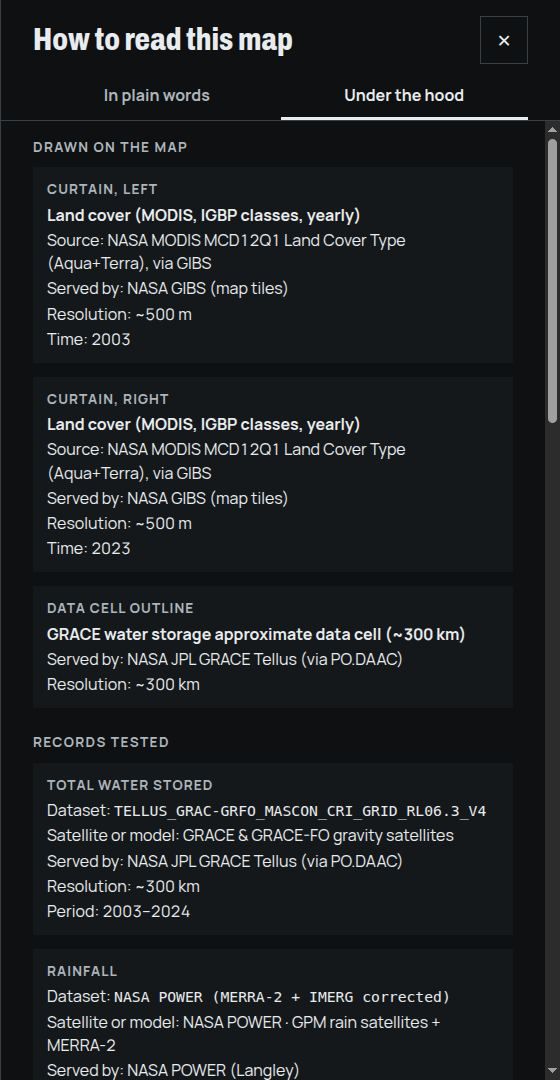 How to read this map
✕
In plain words
Under the hood
DRAWN ON THE MAP
CURTAIN, LEFT
Land cover (MODIS, IGBP classes, yearly)
Source: NASA MODIS MCD12Q1 Land Cover Type
(Aqua+Terra), via GIBS
Served by: NASA GIBS (map tiles)
Resolution: ~500 m
Time: 2003
CURTAIN, RIGHT
Land cover (MODIS, IGBP classes, yearly)
Source: NASA MODIS MCD12Q1 Land Cover Type
(Aqua+Terra), via GIBS
Served by: NASA GIBS (map tiles)
Resolution: ~500 m
Time: 2023
DATA CELL OUTLINE
GRACE water storage approximate data cell (~300 km)
Served by: NASA JPL GRACE Tellus (via PO.DAAC)
Resolution: ~300 km
RECORDS TESTED
TOTAL WATER STORED
Dataset: TELLUS_GRAC-GRFO_MASCON_CRI_GRID_RL06.3_V4
Satellite or model: GRACE & GRACE-FO gravity satellites
Served by: NASA JPL GRACE Tellus (via PO.DAAC)
Resolution: ~300 km
Period: 2003–2024
RAINFALL
Dataset: NASA POWER (MERRA-2 + IMERG corrected)
Satellite or model: NASA POWER · GPM rain satellites +
MERRA-2
Served by: NASA POWER (Langley)